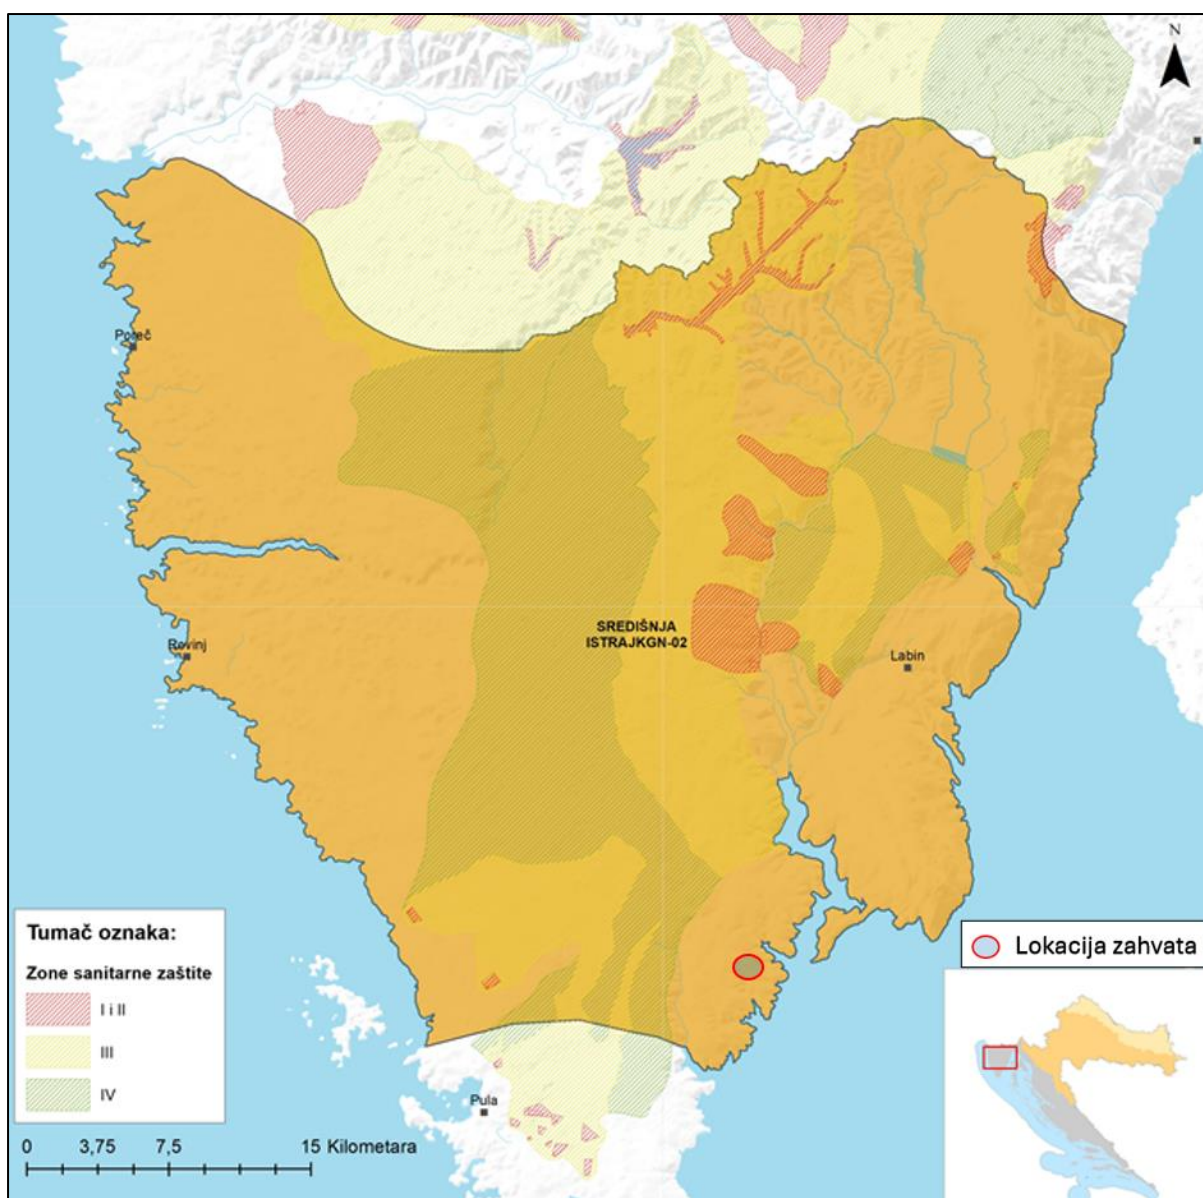 N
Poreč
Rovinj
SREDIŠNJA
ISTRAJKGN-02
Labin
Pula
Tumač oznaka:
Zone sanitarne zaštite
I i II
III
IV
0 3,75 7,5 15 Kilometara
Lokacija zahvata